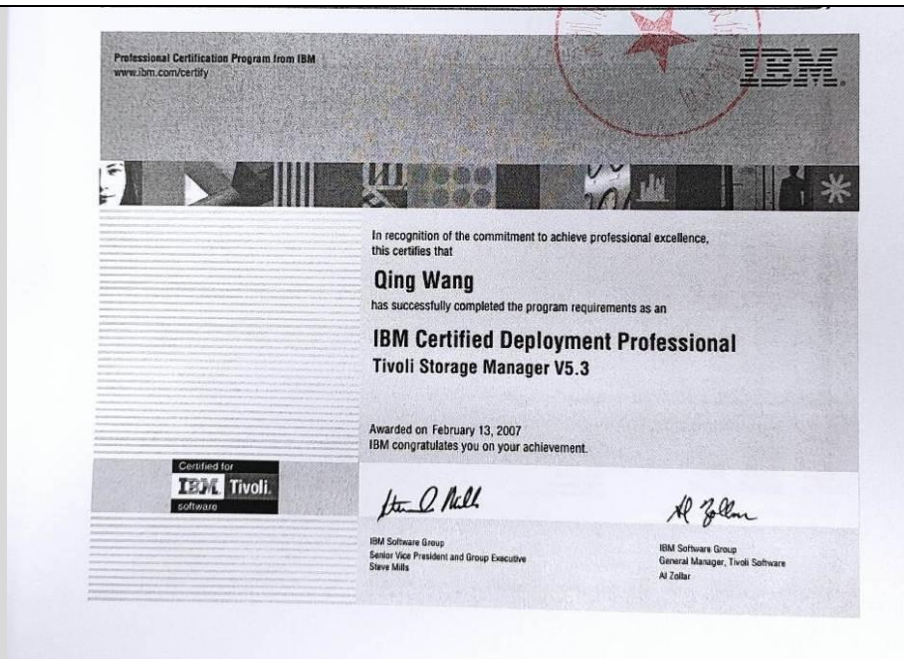 Professional Certification Program from IBM
www.ibm.com/certify
IBM.
In recognition of the commitment to achieve professional excellence,
this certifies that
Qing Wang
has successfully completed the program requirements as an
IBM Certified Deployment Professional
Tivoli Storage Manager V5.3
Awarded on February 13, 2007
IBM congratulates you on your achievement.
Certified for
IBM. Tivoli.
software
IBM Software Group
Senior Vice President and Group Executive
Steve Mills
IBM Software Group
General Manager, Tivoli Software
Al Zollar